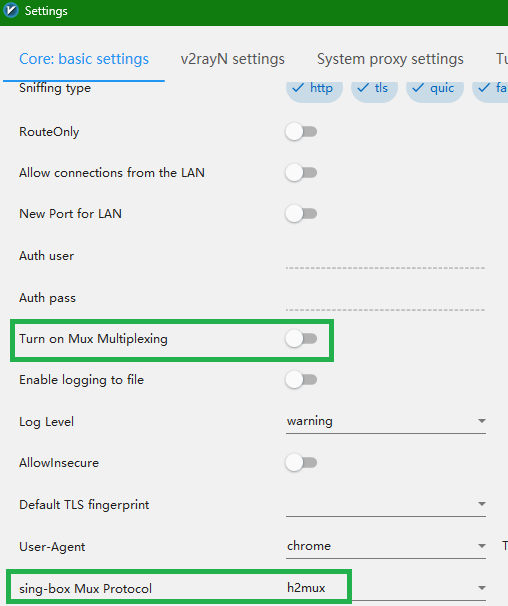 Settings
Core: basic settings v2rayN settings System proxy settings Tu
Sniffing type http tls quic fa
RouteOnly
Allow connections from the LAN
New Port for LAN
Auth user
Auth pass
Turn on Mux Multiplexing
Enable logging to file
Log Level warning
AllowInsecure
Default TLS fingerprint
User-Agent chrome T
sing-box Mux Protocol h2mux